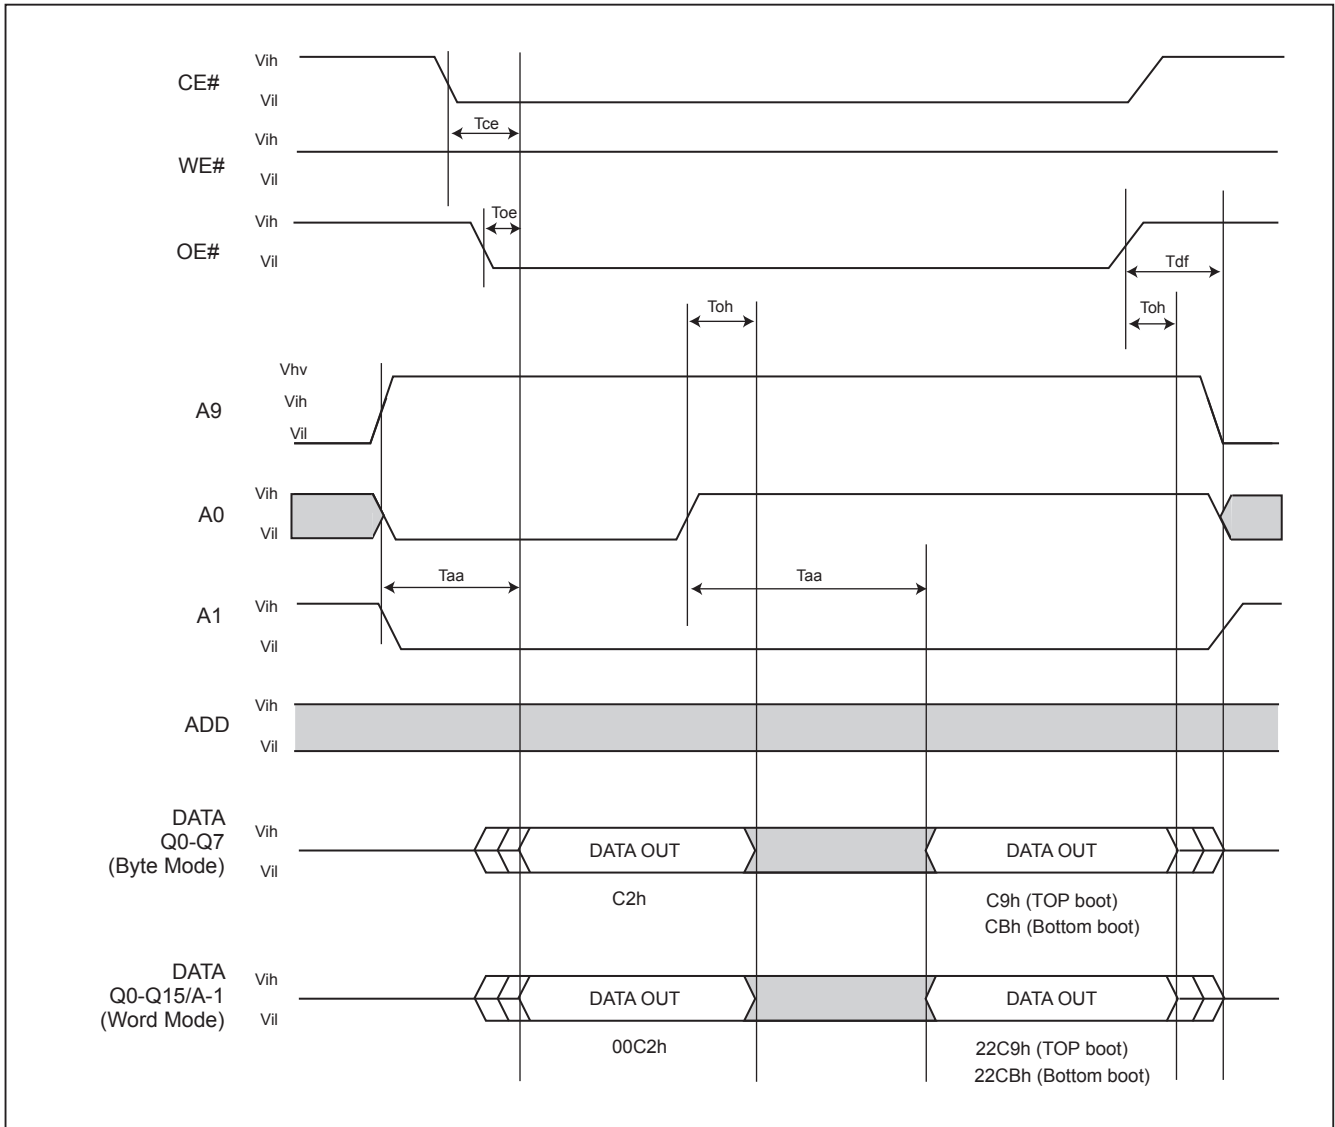 CE#
Vih
Vil
Tce
WE#
Vih
Vil
OE#
Vih
Vil
Toe
Tdf
Toh
Toh
A9
Vhv
Vih
Vil
A0
Vih
Vil
Taa
Taa
A1
Vih
Vil
ADD
Vih
Vil
DATA
Q0-Q7
(Byte Mode)
Vih
Vil
DATA OUT
DATA OUT
C2h
C9h (TOP boot)
CBh (Bottom boot)
DATA
Q0-Q15/A-1
(Word Mode)
Vih
Vil
DATA OUT
DATA OUT
00C2h
22C9h (TOP boot)
22CBh (Bottom boot)